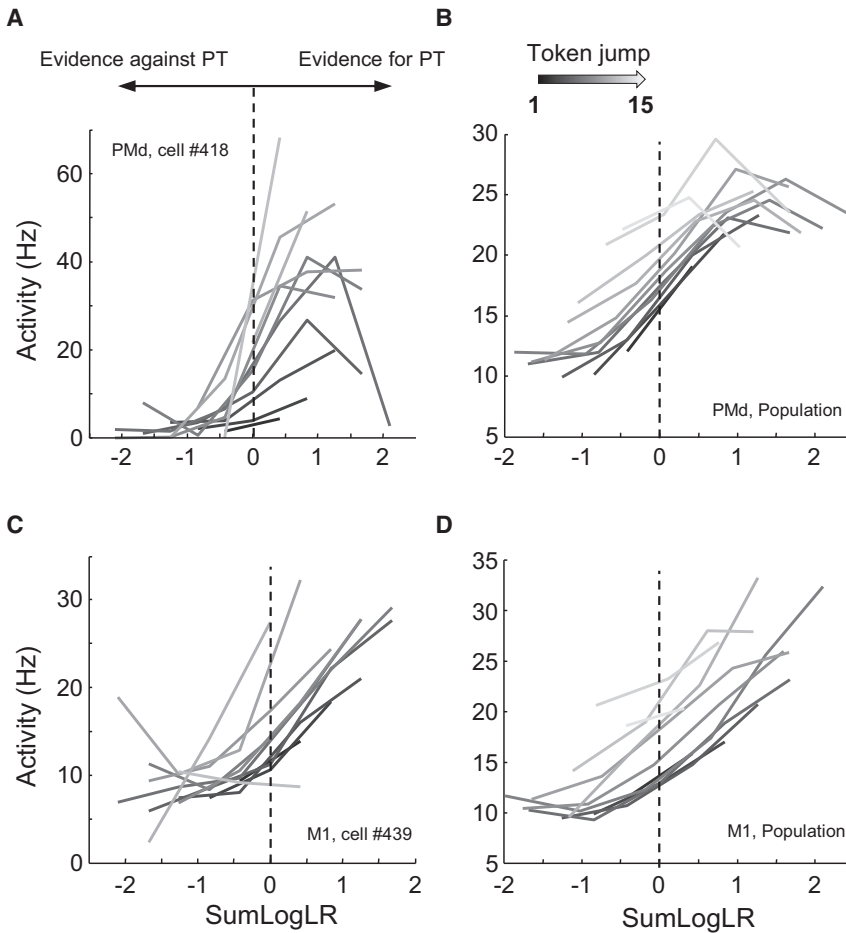 A
Evidence against PT
Evidence for PT
PMd, cell #418
Activity (Hz)
60
40
20
0
-2 -1 0 1 2
B
Token jump
1 15
30
25
20
15
10
5
PMd, Population
-2 -1 0 1 2
C
Activity (Hz)
30
20
10
0
M1, cell #439
-2 -1 0 1 2
SumLogLR
D
35
30
25
20
15
10
5
M1, Population
-2 -1 0 1 2
SumLogLR